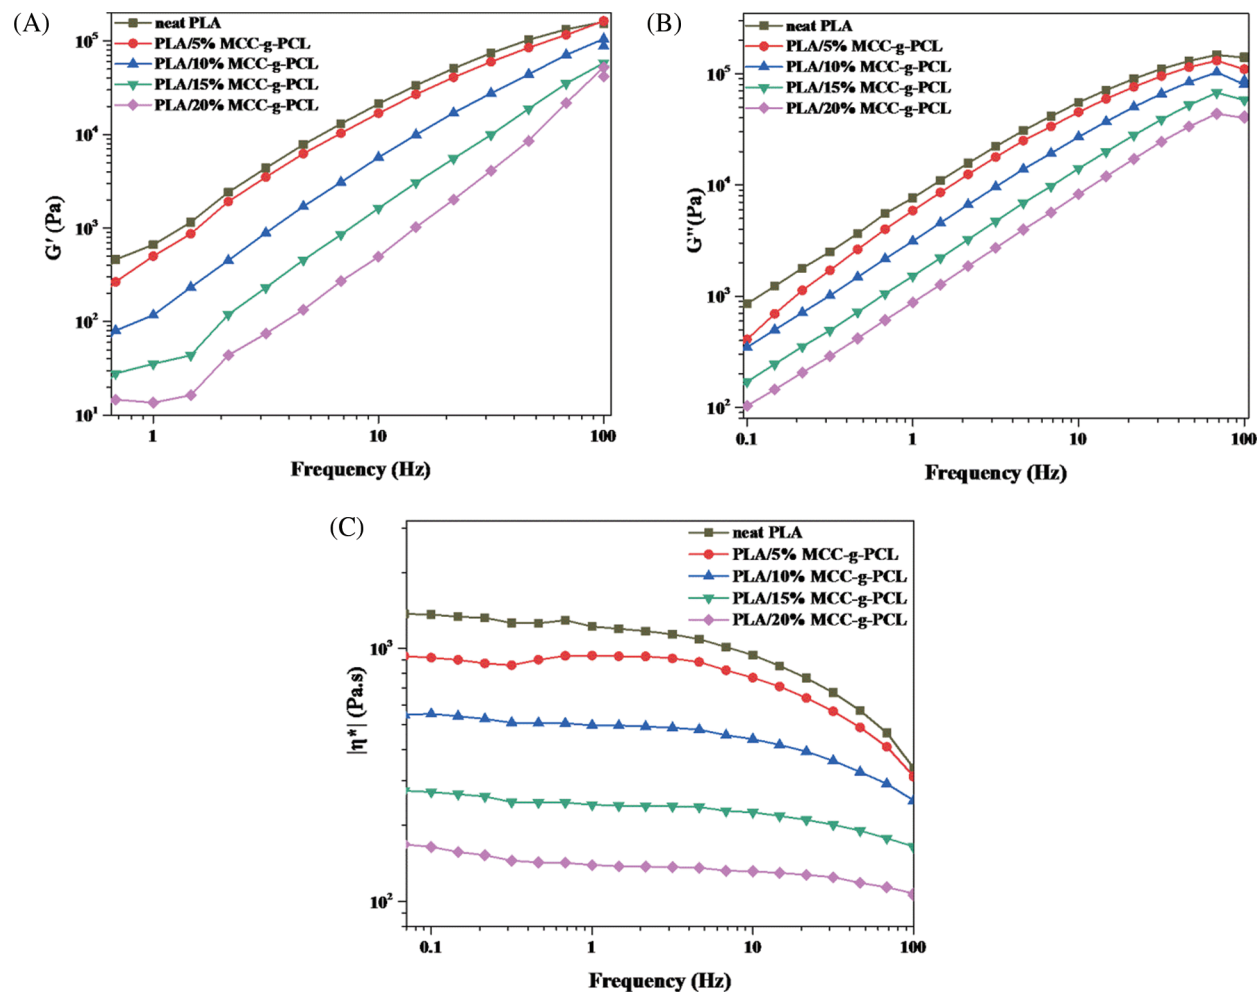 (A)
neat PLA
PLA/5% MCC-g-PCL
PLA/10% MCC-g-PCL
PLA/15% MCC-g-PCL
PLA/20% MCC-g-PCL
10⁵
10⁴
10³
10²
10¹
G′ (Pa)
1
10
100
Frequency (Hz)
(B)
neat PLA
PLA/5% MCC-g-PCL
PLA/10% MCC-g-PCL
PLA/15% MCC-g-PCL
PLA/20% MCC-g-PCL
10⁵
10⁴
10³
10²
G"(Pa)
0.1
1
10
100
Frequency (Hz)
(C)
neat PLA
PLA/5% MCC-g-PCL
PLA/10% MCC-g-PCL
PLA/15% MCC-g-PCL
PLA/20% MCC-g-PCL
10³
10²
|η*| (Pa.s)
0.1
1
10
100
Frequency (Hz)